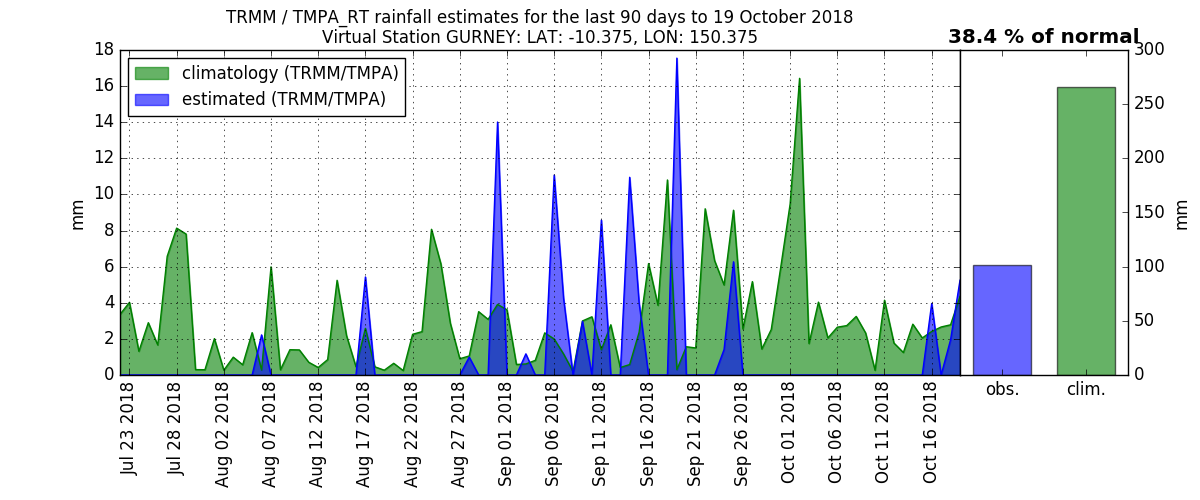 TRMM / TMPA_RT rainfall estimates for the last 90 days to 19 October 2018
Virtual Station GURNEY: LAT: -10.375, LON: 150.375
38.4 % of normal
climatology (TRMM/TMPA)
estimated (TRMM/TMPA)
mm
18
16
14
12
10
8
6
4
2
0
Jul 23 2018
Jul 28 2018
Aug 02 2018
Aug 07 2018
Aug 12 2018
Aug 17 2018
Aug 22 2018
Aug 27 2018
Sep 01 2018
Sep 06 2018
Sep 11 2018
Sep 16 2018
Sep 21 2018
Sep 26 2018
Oct 01 2018
Oct 06 2018
Oct 11 2018
Oct 16 2018
obs.
clim.
300
250
200
150
100
50
0
mm